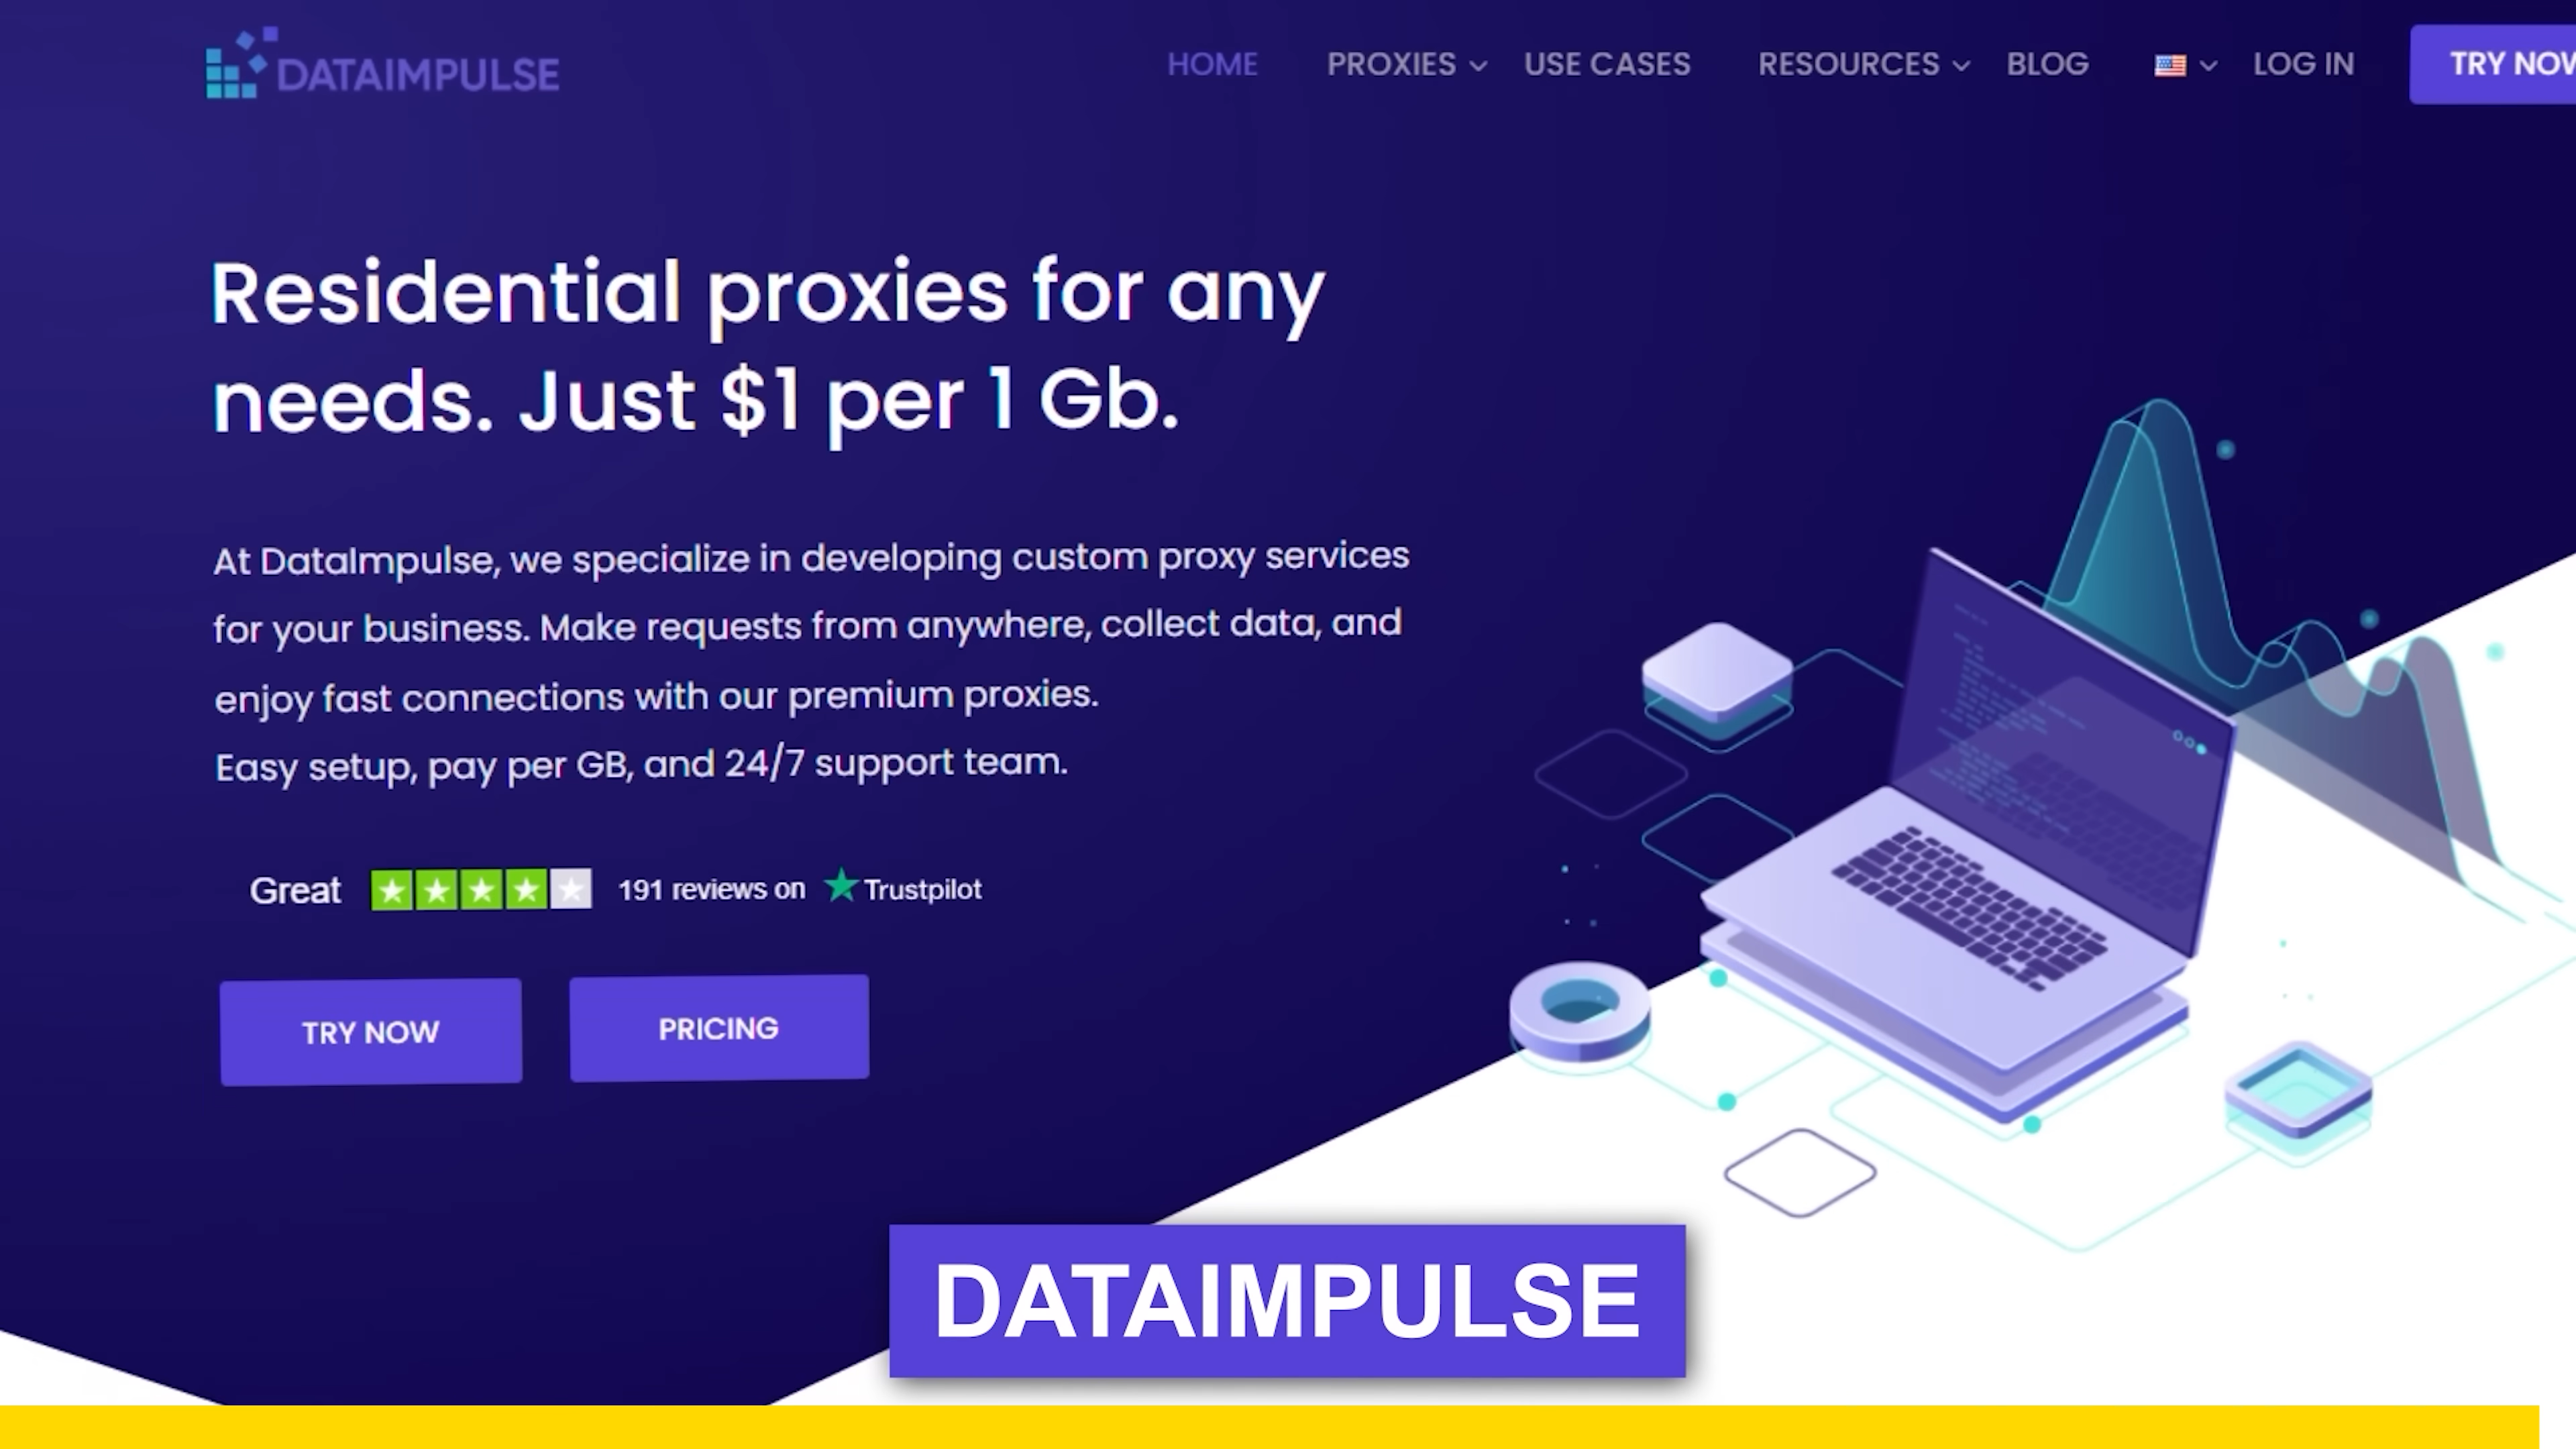 DATAIMPULSE
HOME PROXIES USE CASES RESOURCES BLOG LOG IN TRY NOW
Residential proxies for any
needs. Just $1 per 1 Gb.
At DataImpulse, we specialize in developing custom proxy services
for your business. Make requests from anywhere, collect data, and
enjoy fast connections with our premium proxies.
Easy setup, pay per GB, and 24/7 support team.
Great 191 reviews on Trustpilot
TRY NOW PRICING
DATAIMPULSE